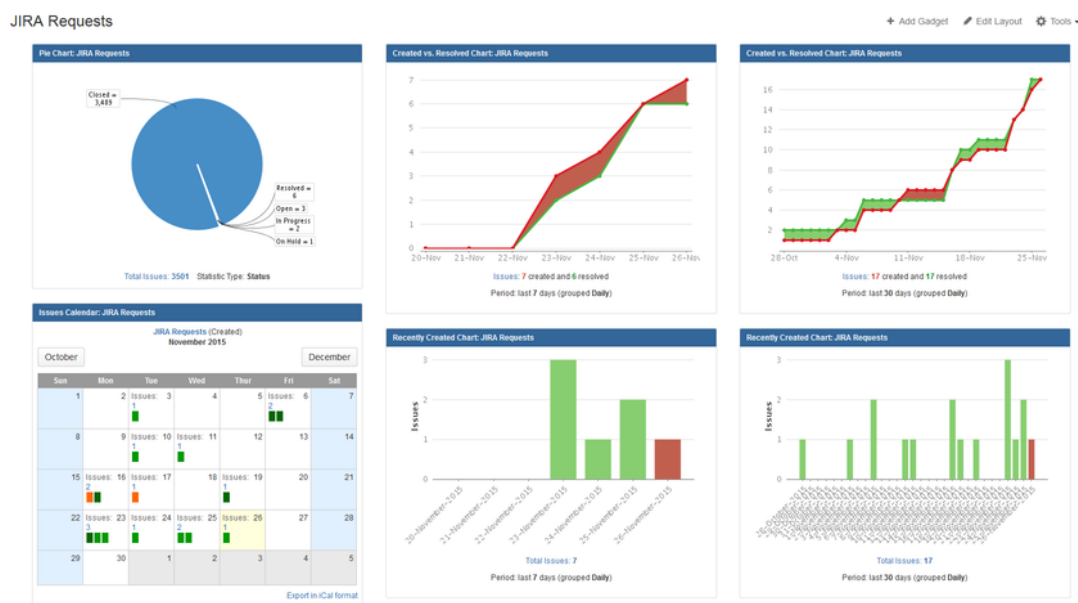 JIRA Requests
Add Gadget Edit Layout Tools
Pie Chart: JIRA Requests
Closed =
3,489
Resolved =
6
Open = 3
In Progress
= 2
On Hold = 1
Total Issues: 3501 Statistic Type: Status
Created vs. Resolved Chart: JIRA Requests
7
6
5
4
3
2
1
0
20-Nov 21-Nov 22-Nov 23-Nov 24-Nov 25-Nov 26-Nov
Issues: 7 created and 6 resolved
Period: last 7 days (grouped Daily)
Created vs. Resolved Chart: JIRA Requests
16
14
12
10
8
6
4
2
28-Oct 4-Nov 11-Nov 18-Nov 25-Nov
Issues: 17 created and 17 resolved
Period: last 30 days (grouped Daily)
Issues Calendar: JIRA Requests
JIRA Requests (Created)
November 2015
October December
Sun Mon Tue Wed Thur Fri Sat
1 2 Issues: 3 4 5 Issues: 6 7
1 2
8 9 Issues: 10 Issues: 11 12 13 14
1 1
15 Issues: 16 Issues: 17 18 Issues: 19 20 21
2 1 1
22 Issues: 23 Issues: 24 Issues: 25 Issues: 26 27 28
3 1 2 1
29 30 1 2 3 4 5
Export in iCal format
Recently Created Chart: JIRA Requests
Issues
3
2
1
0
20-November-2015
21-November-2015
22-November-2015
23-November-2015
24-November-2015
25-November-2015
26-November-2015
Total Issues: 7
Period: last 7 days (grouped Daily)
Recently Created Chart: JIRA Requests
Issues
3
2
1
0
28-October-2015
26-November-2015
Total Issues: 17
Period: last 30 days (grouped Daily)